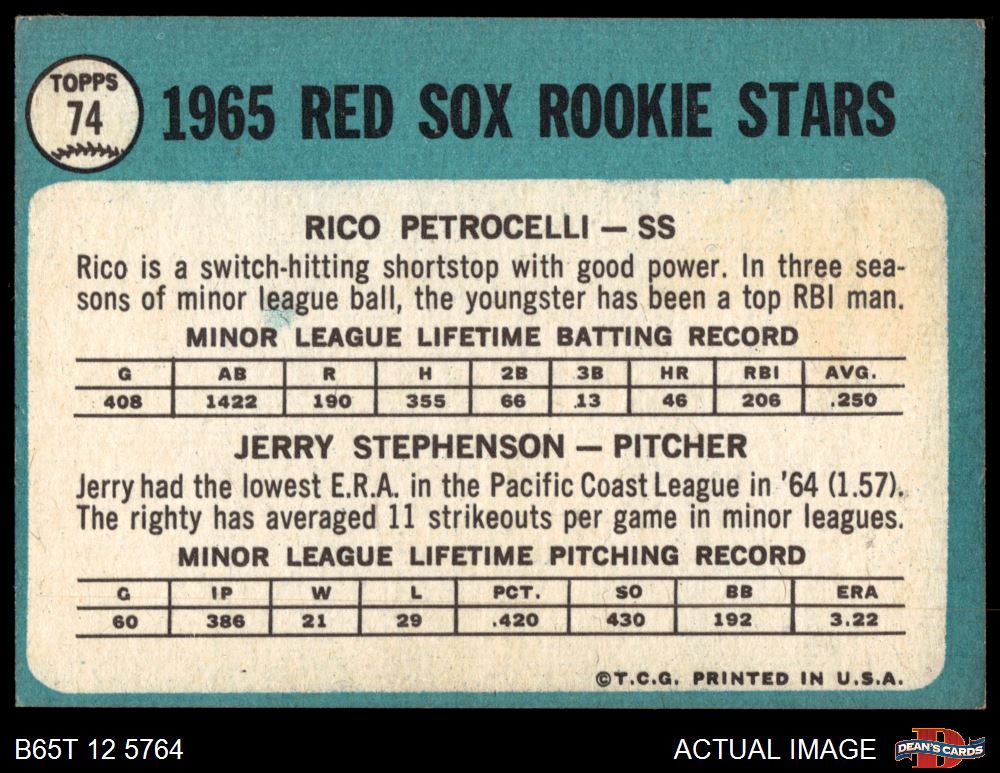 TOPPS
74
1965 RED SOX ROOKIE STARS
RICO PETROCELLI — SS
Rico is a switch-hitting shortstop with good power. In three sea-
sons of minor league ball, the youngster has been a top RBI man.
MINOR LEAGUE LIFETIME BATTING RECORD
G AB R H 2B 3B HR RBI AVG.
408 1422 190 355 66 13 46 206 .250
JERRY STEPHENSON — PITCHER
Jerry had the lowest E.R.A. in the Pacific Coast League in '64 (1.57).
The righty has averaged 11 strikeouts per game in minor leagues.
MINOR LEAGUE LIFETIME PITCHING RECORD
G IP W L PCT. SO BB ERA
60 386 21 29 .420 430 192 3.22
©T.C.G. PRINTED IN U.S.A.
B65T 12 5764
ACTUAL IMAGE
D
DEAN'S CARDS